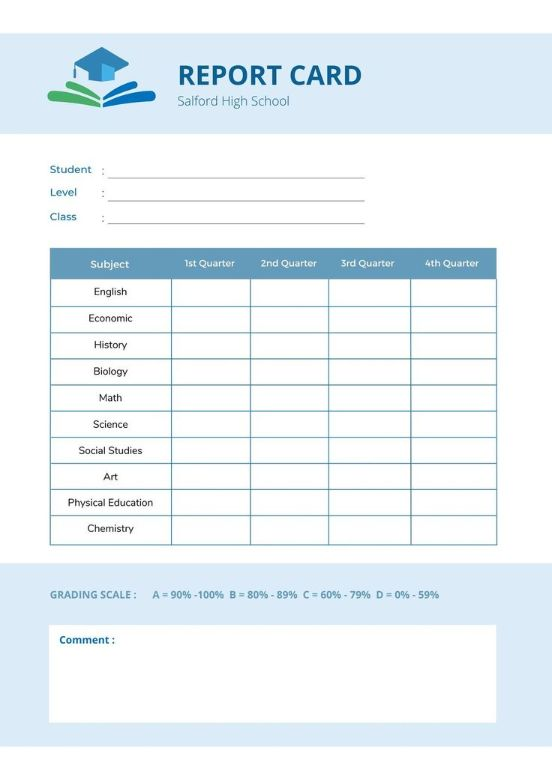 REPORT CARD
Salford High School
Student :
Level :
Class :
Subject 1st Quarter 2nd Quarter 3rd Quarter 4th Quarter
English
Economic
History
Biology
Math
Science
Social Studies
Art
Physical Education
Chemistry
GRADING SCALE : A = 90% -100% B = 80% - 89% C = 60% - 79% D = 0% - 59%
Comment :